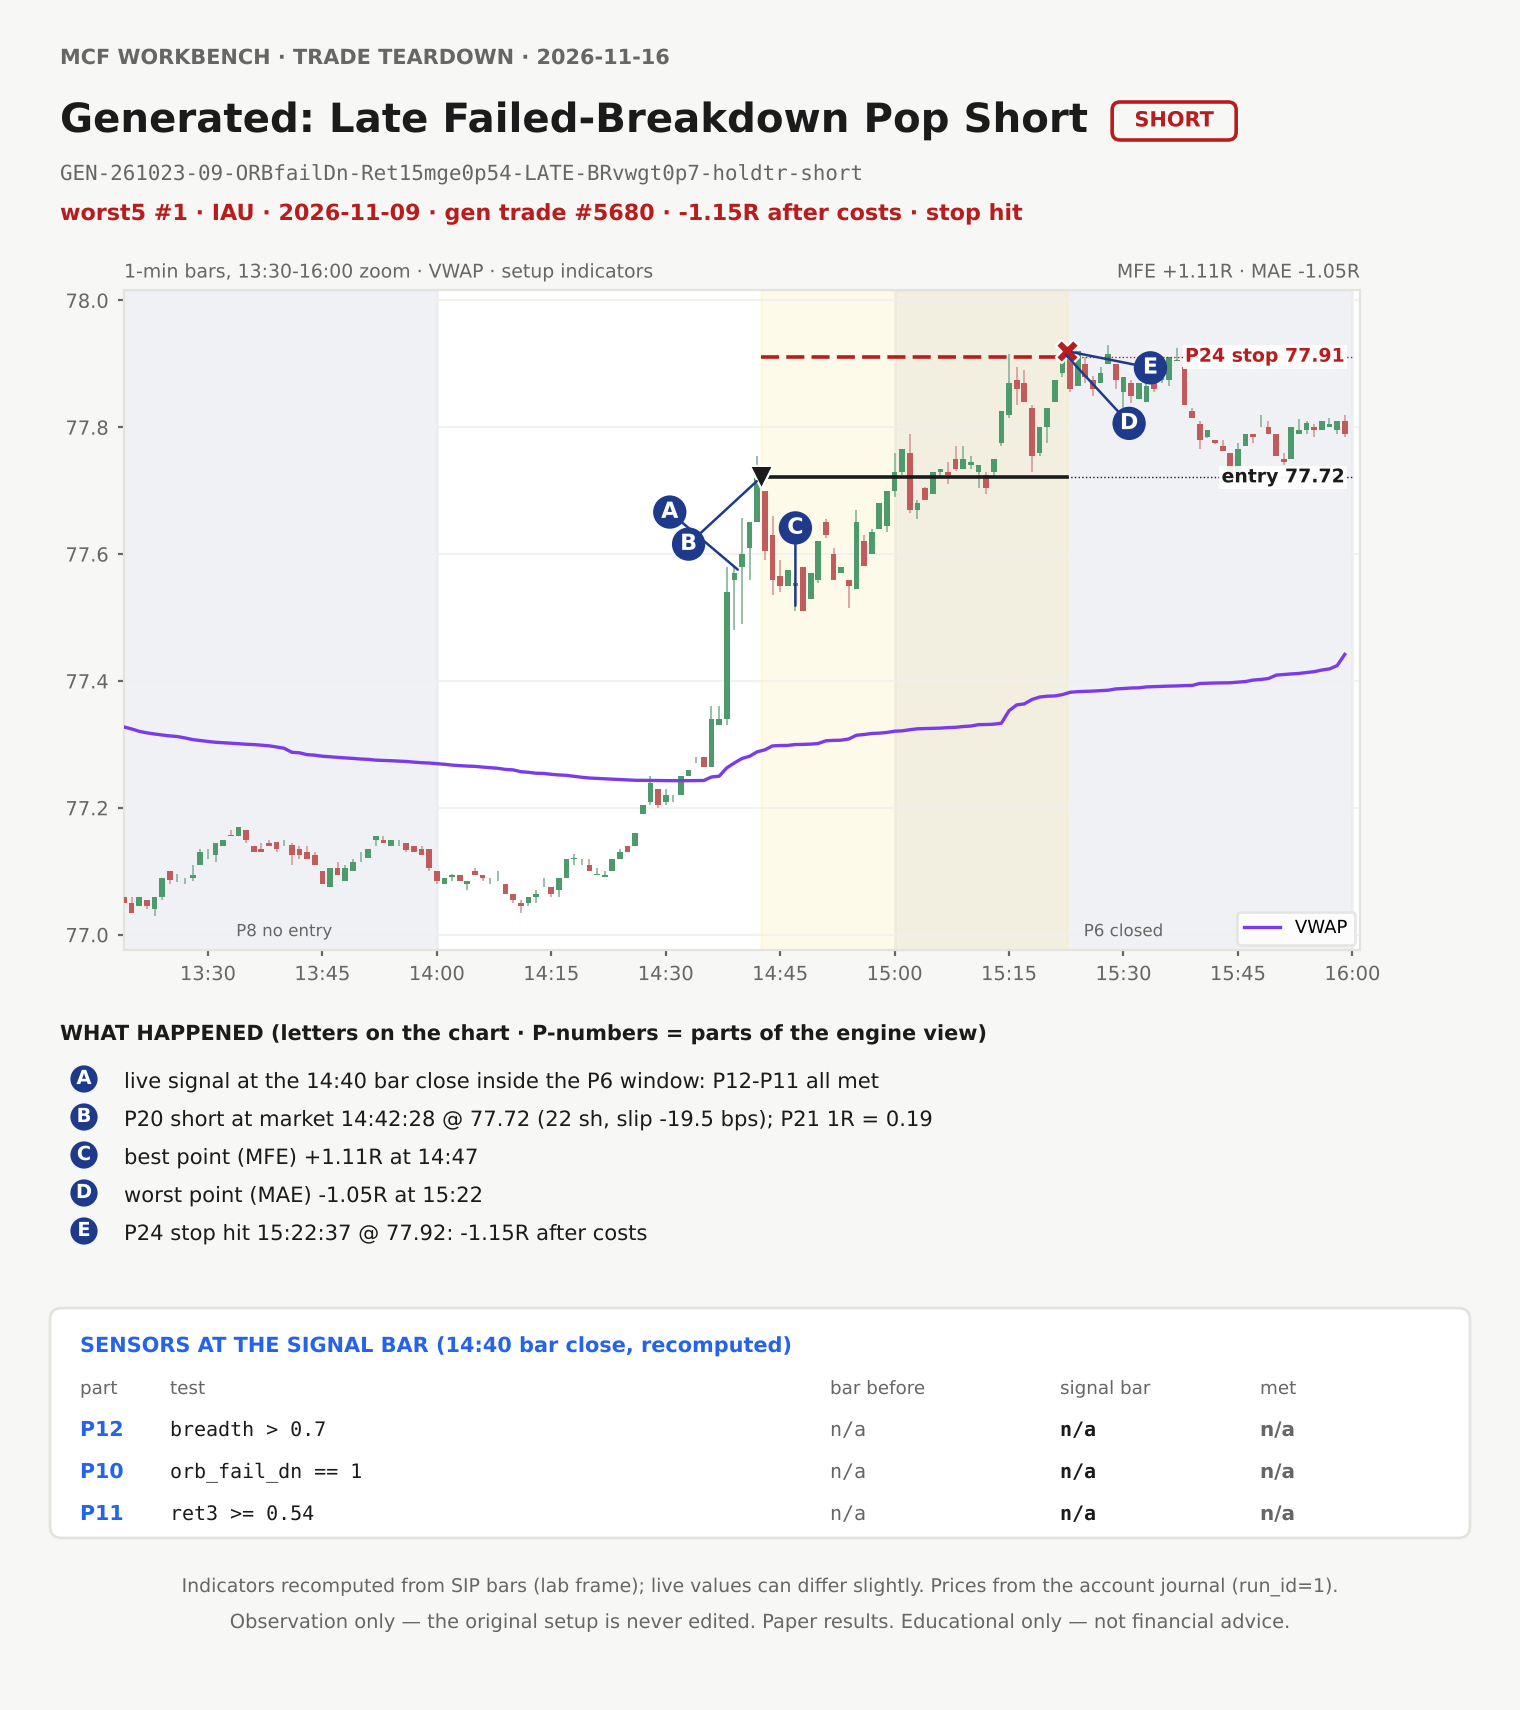 MCF WORKBENCH · TRADE TEARDOWN · 2026-11-16
Generated: Late Failed-Breakdown Pop Short SHORT
GEN-261023-09-ORBfailDn-Ret15mge0p54-LATE-BRvwgt0p7-holdtr-short
worst5 #1 · IAU · 2026-11-09 · gen trade #5680 · -1.15R after costs · stop hit
1-min bars, 13:30-16:00 zoom · VWAP · setup indicators MFE +1.11R · MAE -1.05R
78.0
P24 stop 77.91
E
77.8
D
entry 77.72
A
C
B
77.6
77.4
77.2
77.0
P8 no entry P6 closed VWAP
13:30 13:45 14:00 14:15 14:30 14:45 15:00 15:15 15:30 15:45 16:00
WHAT HAPPENED (letters on the chart · P-numbers = parts of the engine view)
A live signal at the 14:40 bar close inside the P6 window: P12-P11 all met
B P20 short at market 14:42:28 @ 77.72 (22 sh, slip -19.5 bps); P21 1R = 0.19
C best point (MFE) +1.11R at 14:47
D worst point (MAE) -1.05R at 15:22
E P24 stop hit 15:22:37 @ 77.92: -1.15R after costs
SENSORS AT THE SIGNAL BAR (14:40 bar close, recomputed)
part test bar before signal bar met
P12 breadth > 0.7 n/a n/a n/a
P10 orb_fail_dn == 1 n/a n/a n/a
P11 ret3 >= 0.54 n/a n/a n/a
Indicators recomputed from SIP bars (lab frame); live values can differ slightly. Prices from the account journal (run_id=1).
Observation only — the original setup is never edited. Paper results. Educational only — not financial advice.